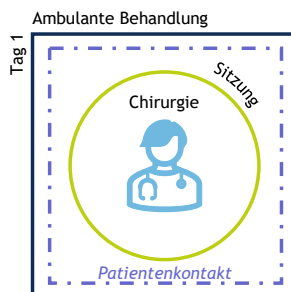 Ambulante Behandlung
Tag 1
Sitzung
Chirurgie
Patientenkontakt